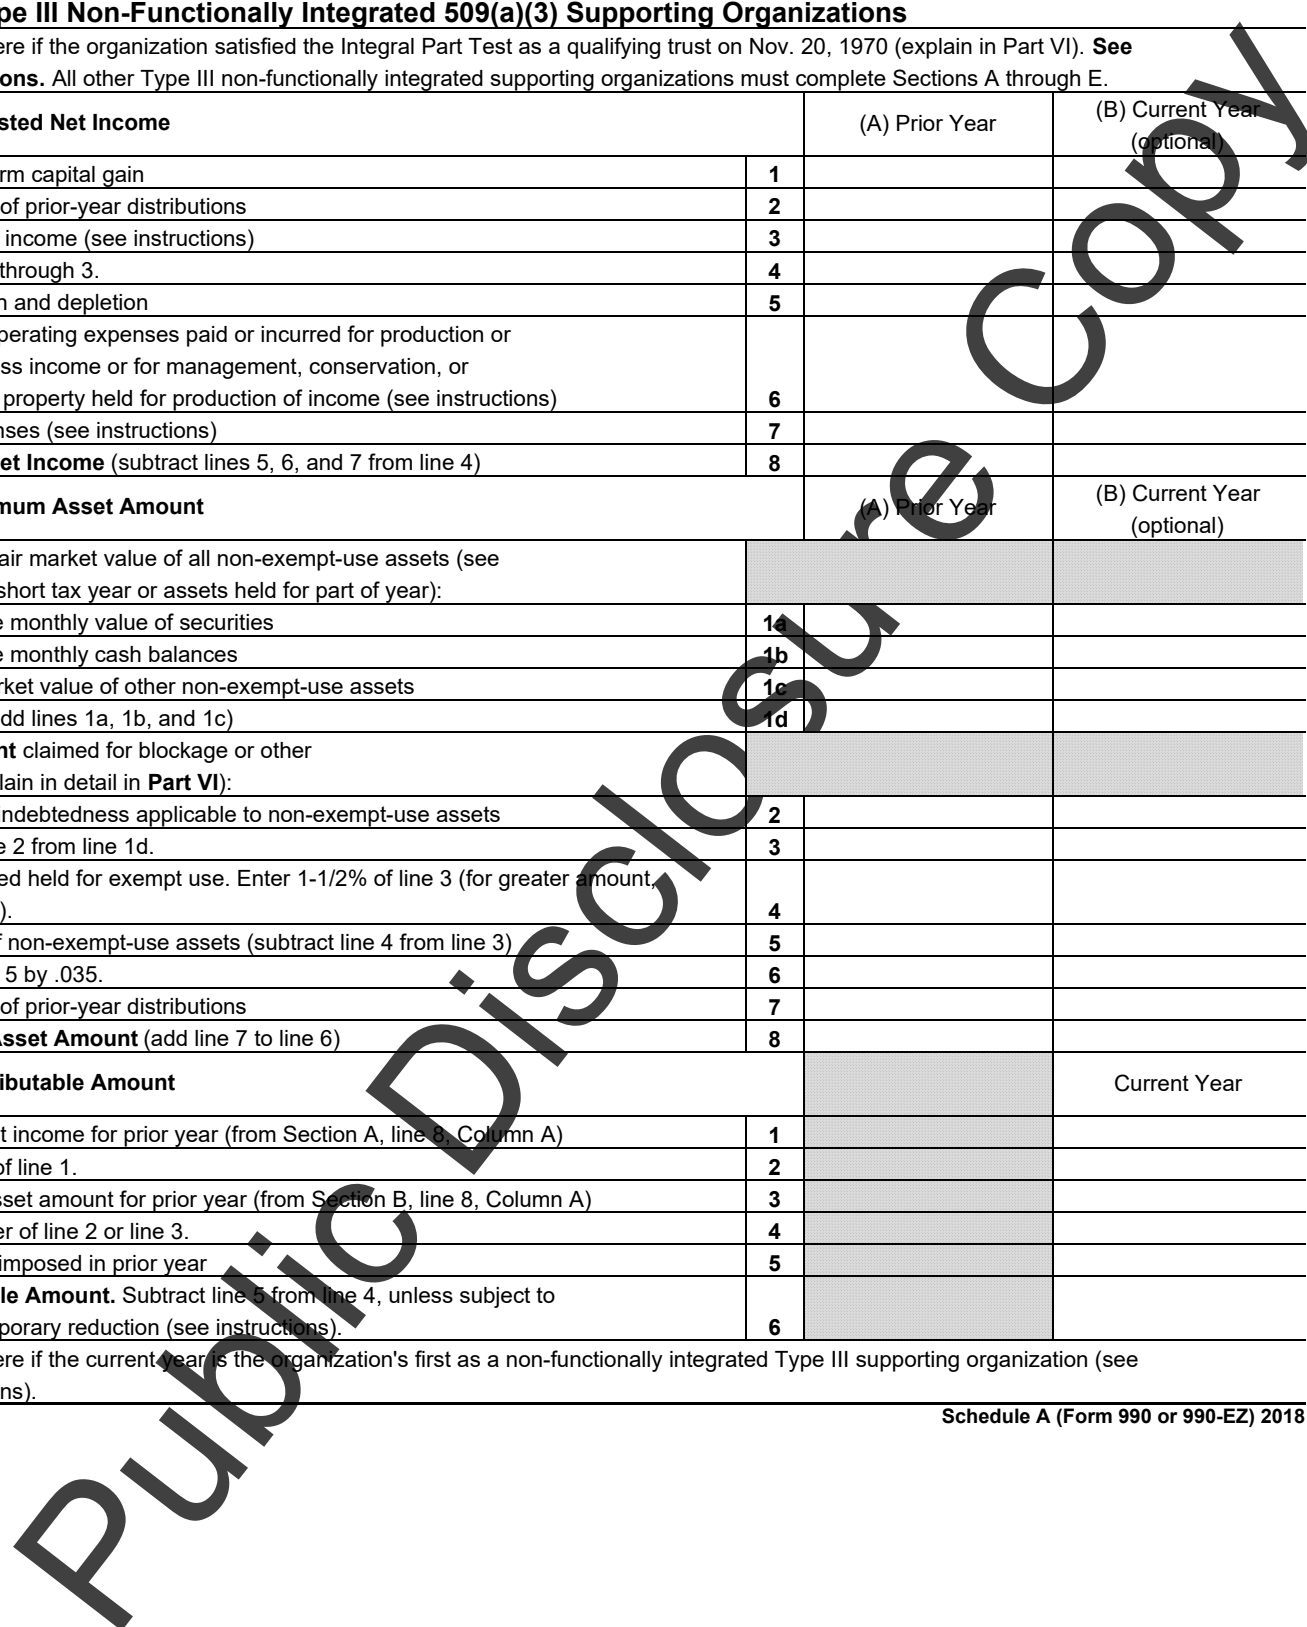 pe III Non-Functionally Integrated 509(a)(3) Supporting Organizations
ere if the organization satisfied the Integral Part Test as a qualifying trust on Nov. 20, 1970 (explain in Part VI). See
ons. All other Type III non-functionally integrated supporting organizations must complete Sections A through E.
sted Net Income (A) Prior Year (B) Current Year
(optional)
rm capital gain 1
of prior-year distributions 2
income (see instructions) 3
through 3. 4
n and depletion 5
perating expenses paid or incurred for production or
ss income or for management, conservation, or
property held for production of income (see instructions) 6
nses (see instructions) 7
et Income (subtract lines 5, 6, and 7 from line 4) 8
mum Asset Amount (A) Prior Year (B) Current Year
(optional)
air market value of all non-exempt-use assets (see
short tax year or assets held for part of year):
e monthly value of securities 1a
e monthly cash balances 1b
rket value of other non-exempt-use assets 1c
dd lines 1a, 1b, and 1c) 1d
nt claimed for blockage or other
lain in detail in Part VI):
indebtedness applicable to non-exempt-use assets 2
e 2 from line 1d. 3
ed held for exempt use. Enter 1-1/2% of line 3 (for greater amount,
). 4
f non-exempt-use assets (subtract line 4 from line 3) 5
5 by .035. 6
of prior-year distributions 7
Asset Amount (add line 7 to line 6) 8
ibutable Amount Current Year
t income for prior year (from Section A, line 8, Column A) 1
of line 1. 2
sset amount for prior year (from Section B, line 8, Column A) 3
er of line 2 or line 3. 4
imposed in prior year 5
le Amount. Subtract line 5 from line 4, unless subject to
porary reduction (see instructions). 6
ere if the current year is the organization's first as a non-functionally integrated Type III supporting organization (see
ns).
Schedule A (Form 990 or 990-EZ) 2018
Public Disclosure Copy